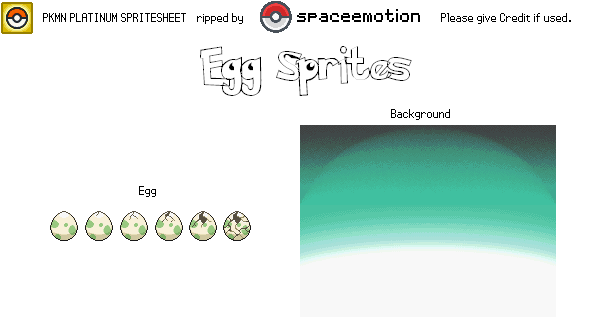 PKMN PLATINUM SPRITESHEET ripped by spaceemotion Please give Credit if used.
Egg Sprites
Background
Egg